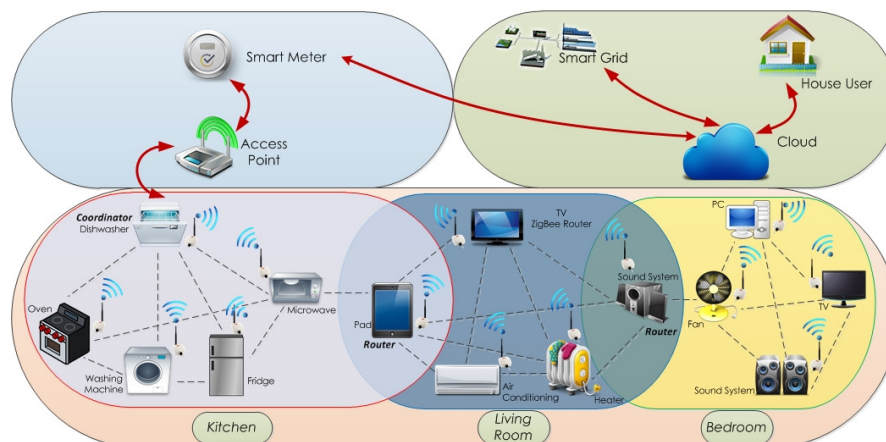 Smart Meter
Smart Grid
House User
Access
Point
Cloud
Coordinator
Dishwasher
TV
ZigBee Router
PC
Sound System
Oven
Microwave
Pad
Router
Router
Fan
TV
Washing
Machine
Fridge
Air
Conditioning
Heater
Sound System
Kitchen
Living
Room
Bedroom